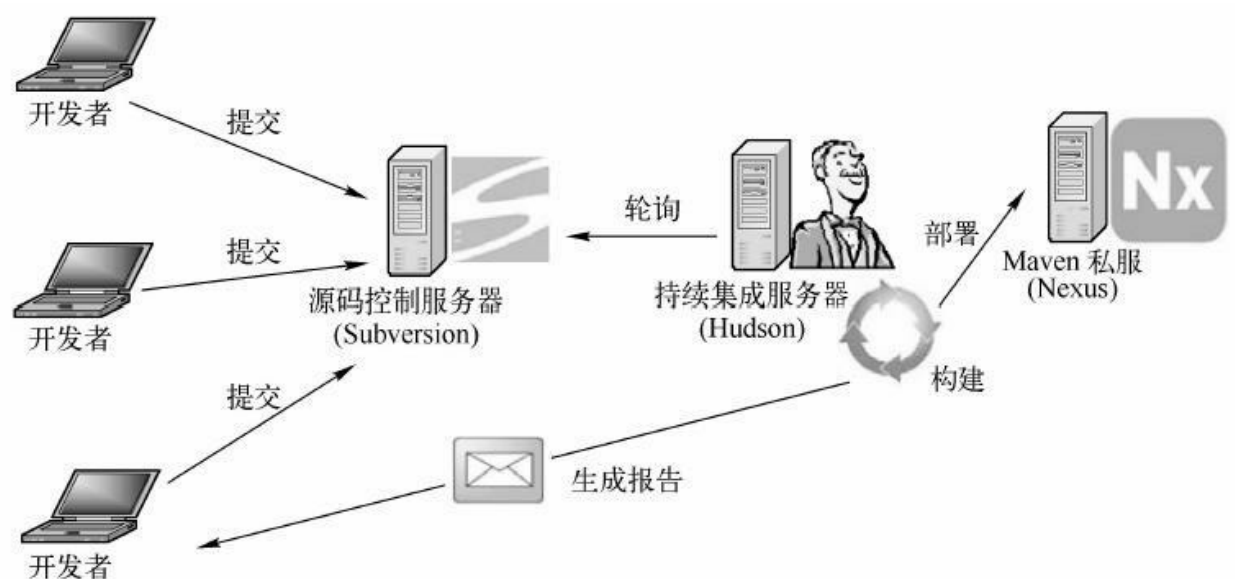 开发者
提交
开发者
提交
开发者
提交
源码控制服务器
(Subversion)
轮询
持续集成服务器
(Hudson)
构建
部署
Nx
Maven 私服
(Nexus)
生成报告